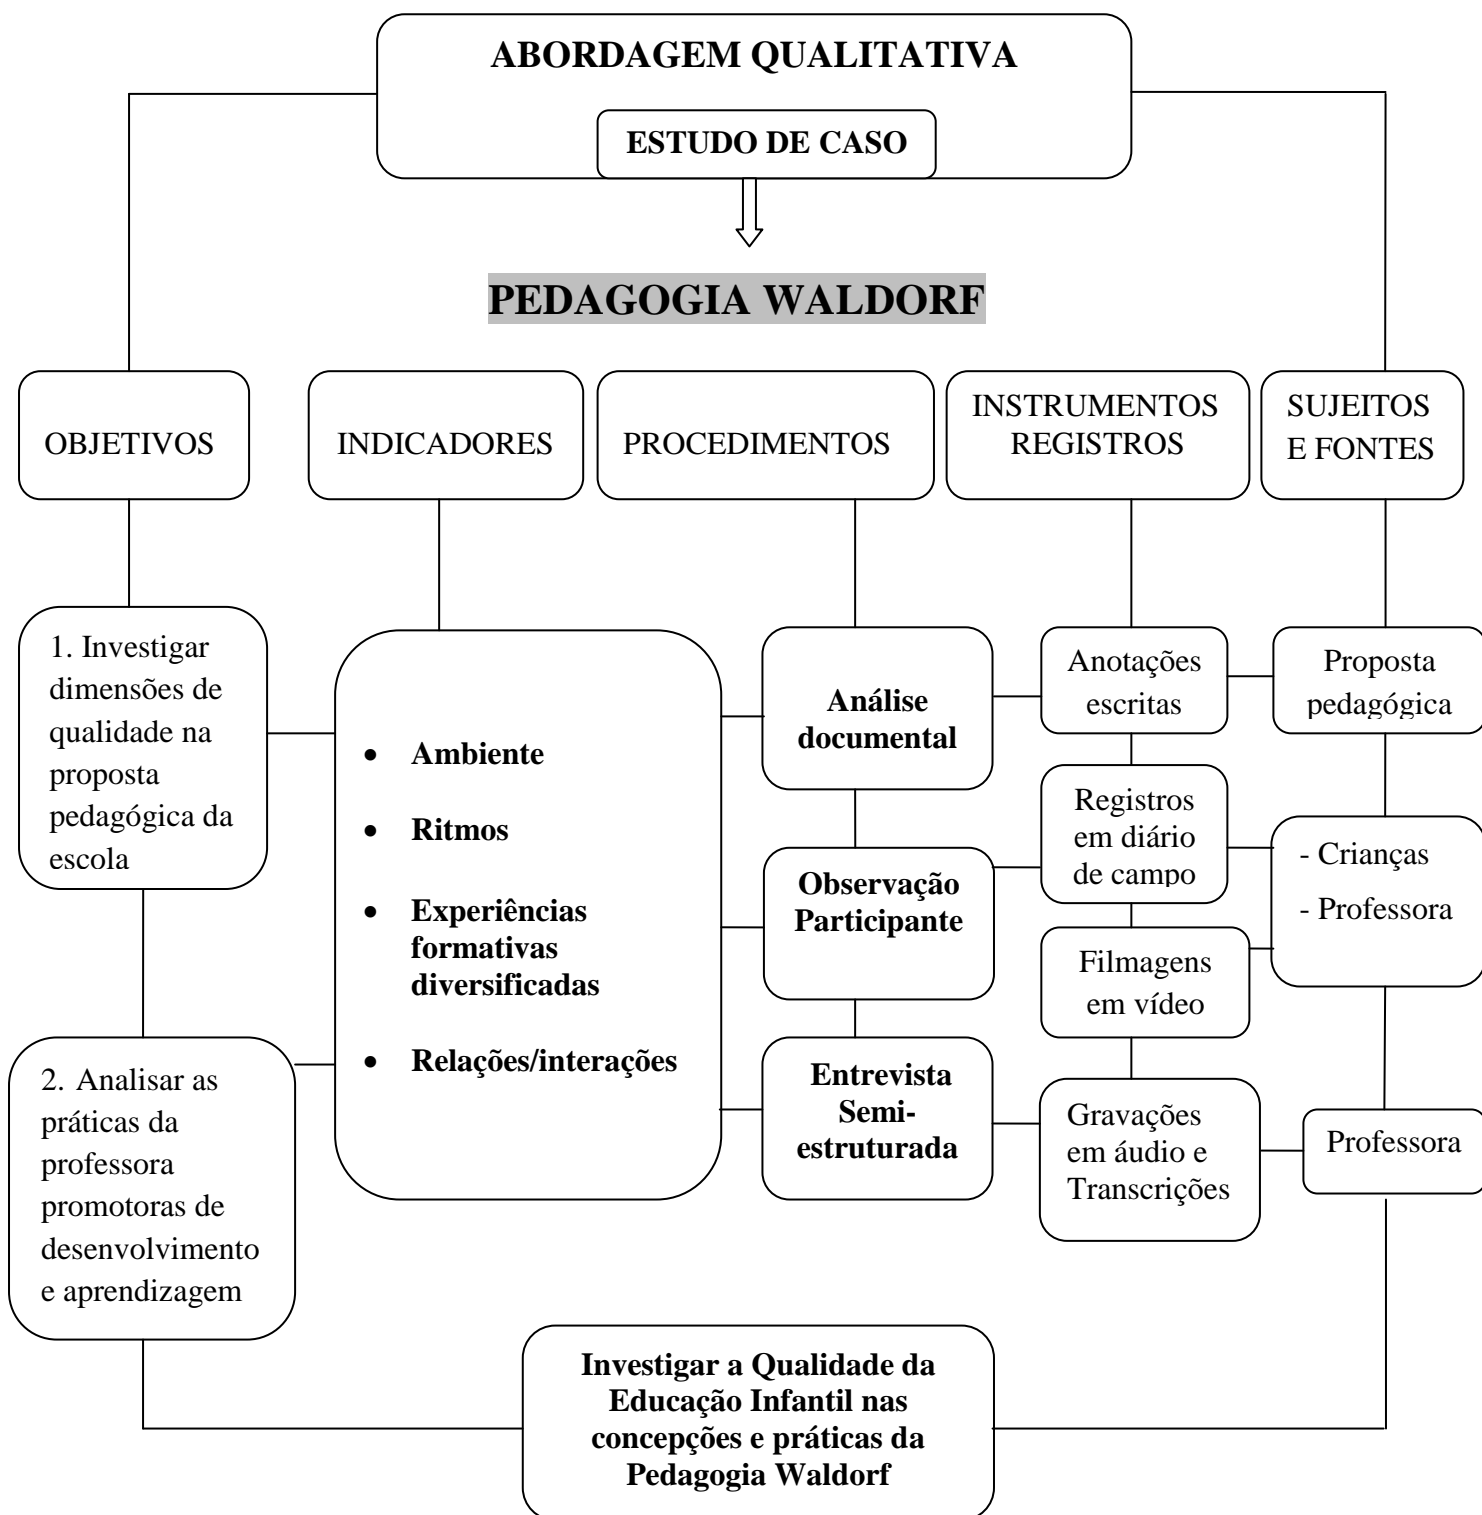 ABORDAGEM QUALITATIVA
ESTUDO DE CASO
PEDAGOGIA WALDORF
OBJETIVOS
INDICADORES
PROCEDIMENTOS
INSTRUMENTOS
REGISTROS
SUJEITOS
E FONTES
1. Investigar
dimensões de
qualidade na
proposta
pedagógica da
escola
2. Analisar as
práticas da
professora
promotoras de
desenvolvimento
e aprendizagem
• Ambiente
• Ritmos
• Experiências
formativas
diversificadas
• Relações/interações
Análise
documental
Observação
Participante
Entrevista
Semi-
estruturada
Anotações
escritas
Registros
em diário
de campo
Filmagens
em vídeo
Gravações
em áudio e
Transcrições
Proposta
pedagógica
- Crianças
- Professora
Professora
Investigar a Qualidade da
Educação Infantil nas
concepções e práticas da
Pedagogia Waldorf